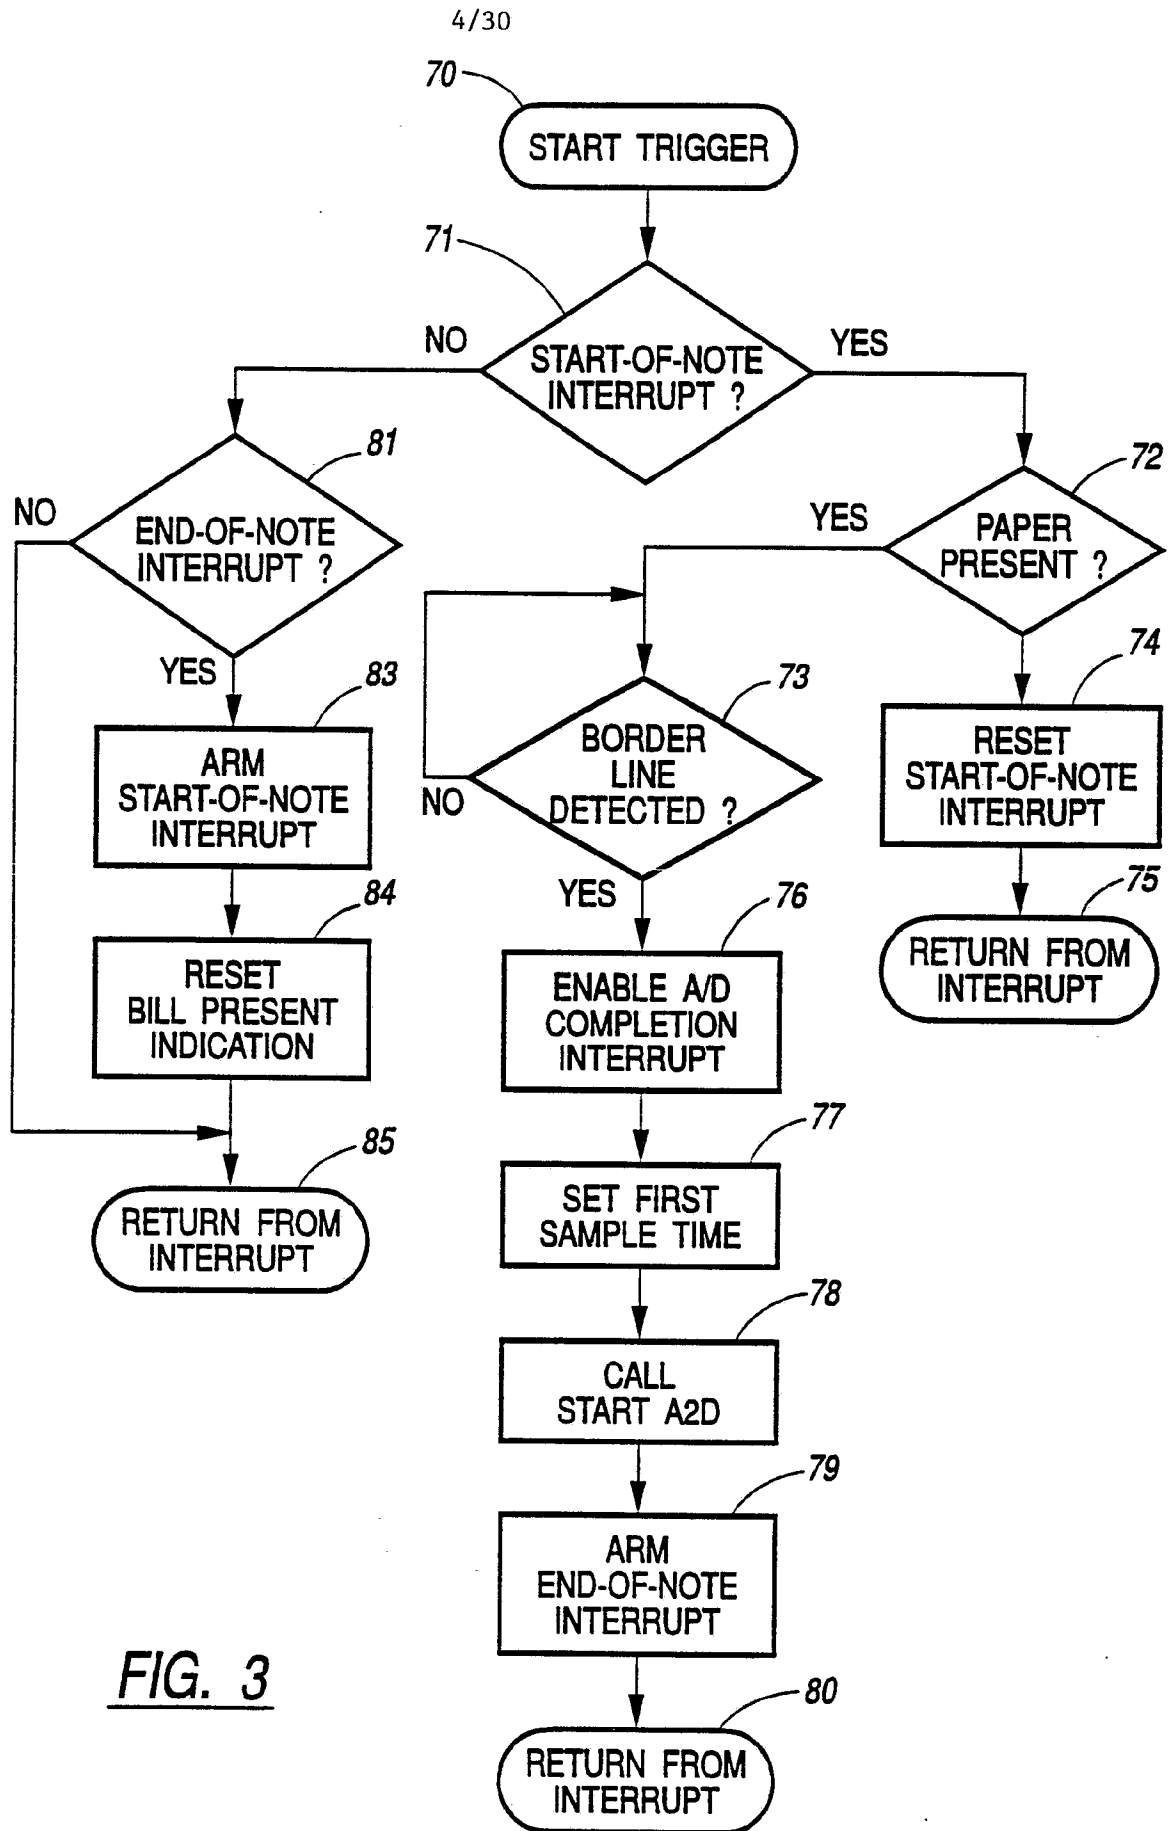 4/30
70
START TRIGGER
71
NO
START-OF-NOTE
INTERRUPT ?
YES
81
NO
END-OF-NOTE
INTERRUPT ?
YES
72
YES
PAPER
PRESENT ?
83
ARM
START-OF-NOTE
INTERRUPT
73
BORDER
LINE
DETECTED ?
NO
YES
74
RESET
START-OF-NOTE
INTERRUPT
84
RESET
BILL PRESENT
INDICATION
76
ENABLE A/D
COMPLETION
INTERRUPT
75
RETURN FROM
INTERRUPT
85
RETURN FROM
INTERRUPT
77
SET FIRST
SAMPLE TIME
78
CALL
START A2D
79
ARM
END-OF-NOTE
INTERRUPT
80
RETURN FROM
INTERRUPT
FIG. 3